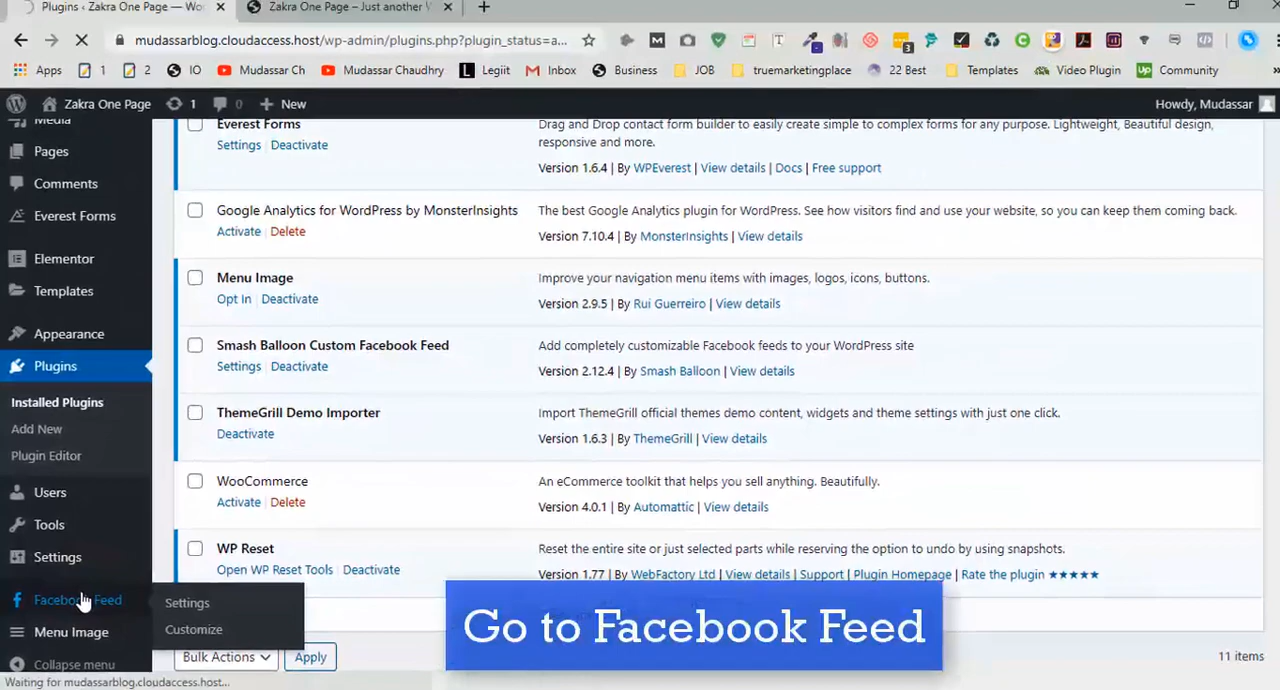 Plugins ‹ Zakra One Page — Wor
Zakra One Page – Just another
mudassarblog.cloudaccess.host/wp-admin/plugins.php?plugin_status=a...
Apps 1 2 IO Mudassar Ch Mudassar Chaudhry Legiit Inbox Business JOB truemarketingplace 22 Best Templates Video Plugin Community
Zakra One Page 1 0 New Howdy, Mudassar
Media
Pages
Comments
Everest Forms
Elementor
Templates
Appearance
Plugins
Installed Plugins
Add New
Plugin Editor
Users
Tools
Settings
Facebook Feed
Menu Image
Collapse menu
Settings
Customize
Everest Forms
Settings | Deactivate
Drag and Drop contact form builder to easily create simple to complex forms for any purpose. Lightweight, Beautiful design,
responsive and more.
Version 1.6.4 | By WPEverest | View details | Docs | Free support
Google Analytics for WordPress by MonsterInsights
Activate | Delete
The best Google Analytics plugin for WordPress. See how visitors find and use your website, so you can keep them coming back.
Version 7.10.4 | By MonsterInsights | View details
Menu Image
Opt In | Deactivate
Improve your navigation menu items with images, logos, icons, buttons.
Version 2.9.5 | By Rui Guerreiro | View details
Smash Balloon Custom Facebook Feed
Settings | Deactivate
Add completely customizable Facebook feeds to your WordPress site
Version 2.12.4 | By Smash Balloon | View details
ThemeGrill Demo Importer
Deactivate
Import ThemeGrill official themes demo content, widgets and theme settings with just one click.
Version 1.6.3 | By ThemeGrill | View details
WooCommerce
Activate | Delete
An eCommerce toolkit that helps you sell anything. Beautifully.
Version 4.0.1 | By Automattic | View details
WP Reset
Open WP Reset Tools | Deactivate
Reset the entire site or just selected parts while reserving the option to undo by using snapshots.
Version 1.77 | By WebFactory Ltd | View details | Support | Plugin Homepage | Rate the plugin ★★★★★
Go to Facebook Feed
Bulk Actions Apply
11 items
Waiting for mudassarblog.cloudaccess.host...